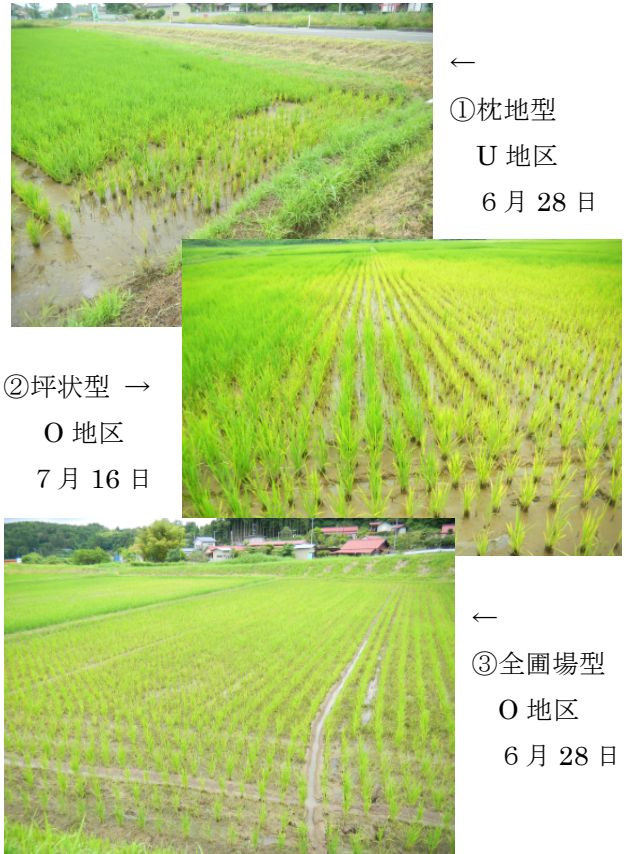 ←
①枕地型
U 地区
６月 28 日
②坪状型 →
O 地区
７月 16 日
←
③全圃場型
O 地区
６月 28 日